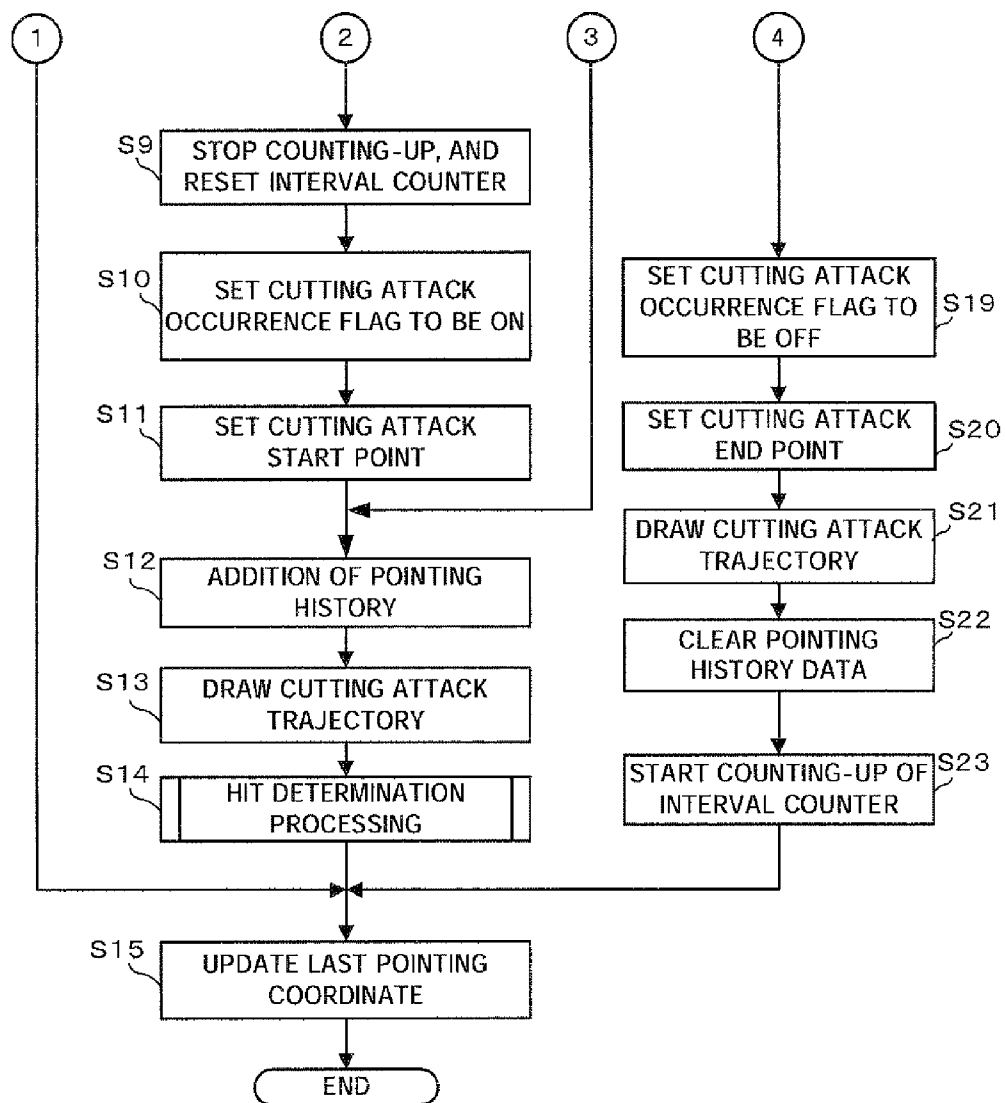 1
2
3
4
S9
STOP COUNTING-UP, AND
RESET INTERVAL COUNTER
S10
SET CUTTING ATTACK
OCCURRENCE FLAG TO BE ON
S11
SET CUTTING ATTACK
START POINT
S12
ADDITION OF POINTING
HISTORY
S13
DRAW CUTTING ATTACK
TRAJECTORY
S14
HIT DETERMINATION
PROCESSING
S19
SET CUTTING ATTACK
OCCURRENCE FLAG TO
BE OFF
S20
SET CUTTING ATTACK
END POINT
S21
DRAW CUTTING ATTACK
TRAJECTORY
S22
CLEAR POINTING
HISTORY DATA
S23
START COUNTING-UP OF
INTERVAL COUNTER
S15
UPDATE LAST POINTING
COORDINATE
END